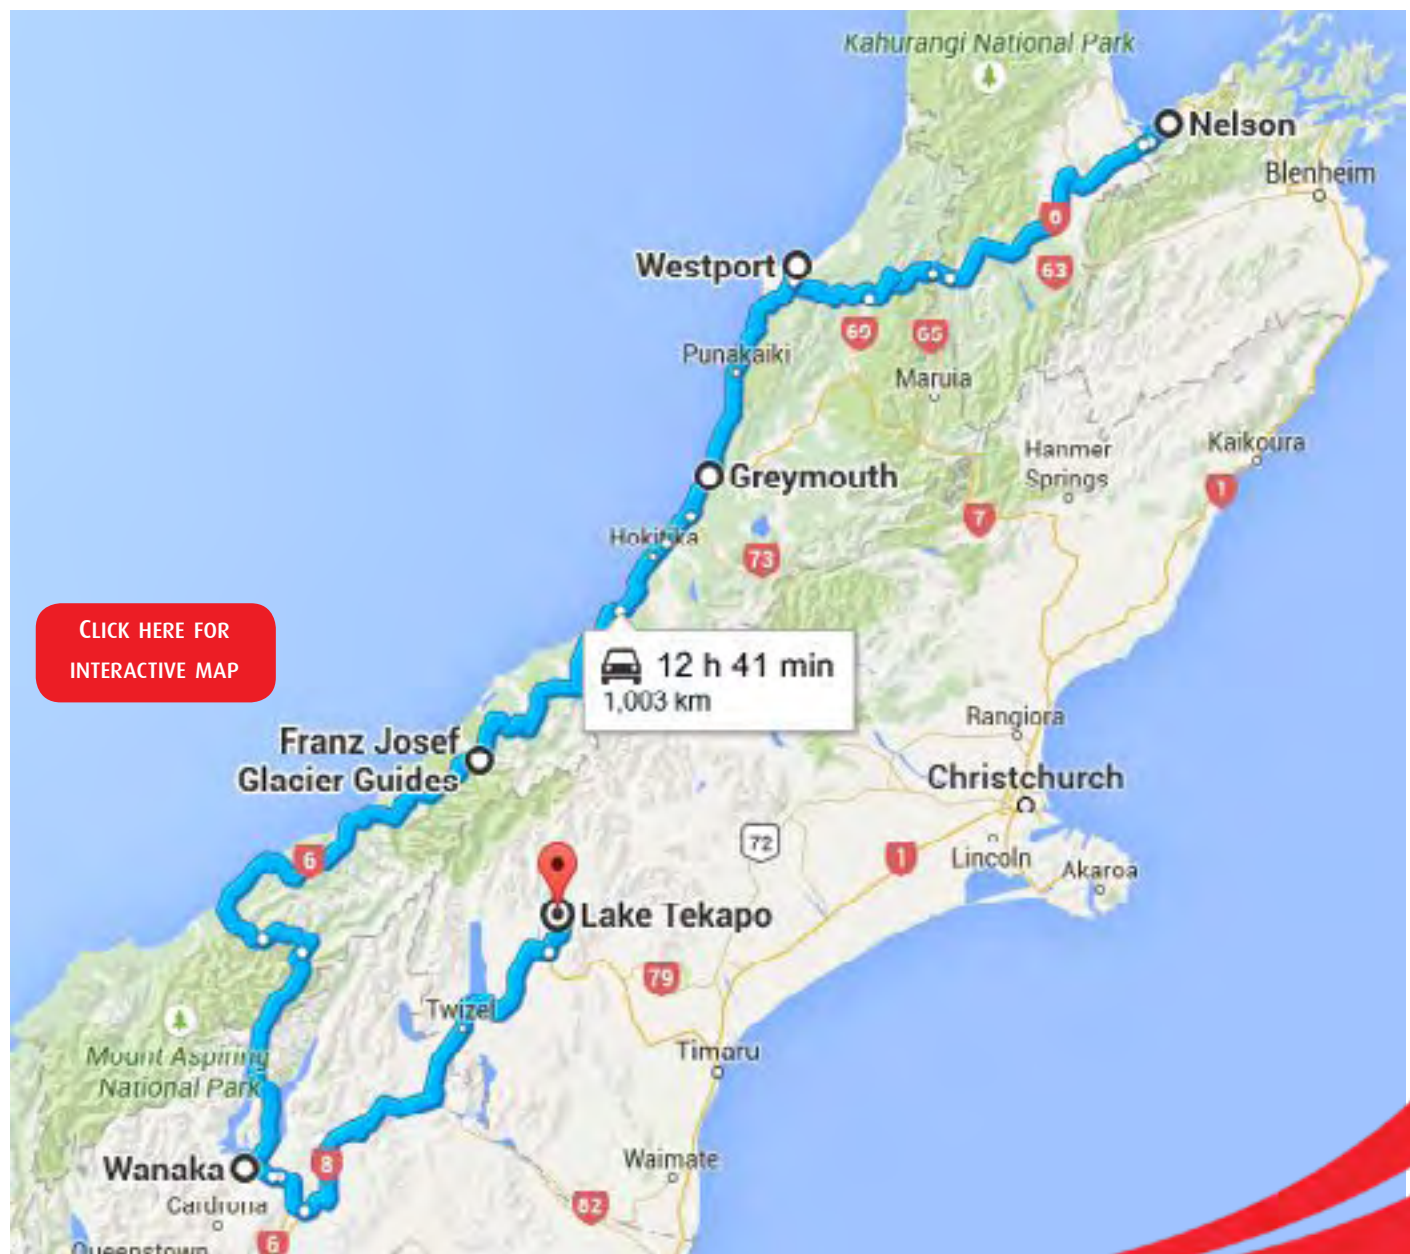 Kahurangi National Park
Nelson
Blenheim
6
Westport
63
69
65
Punakaiki
Maruia
Kaikoura
Hanmer
Springs
Greymouth
1
7
Hokitika
73
CLICK HERE FOR
INTERACTIVE MAP
12 h 41 min
1,003 km
Rangiora
Franz Josef
Glacier Guides
Christchurch
72
6
1
Lincoln
Akaroa
Lake Tekapo
79
Twizel
Timaru
Mount Aspiring
National Park
Wanaka
8
Waimate
Cardrona
82
6
Queenstown